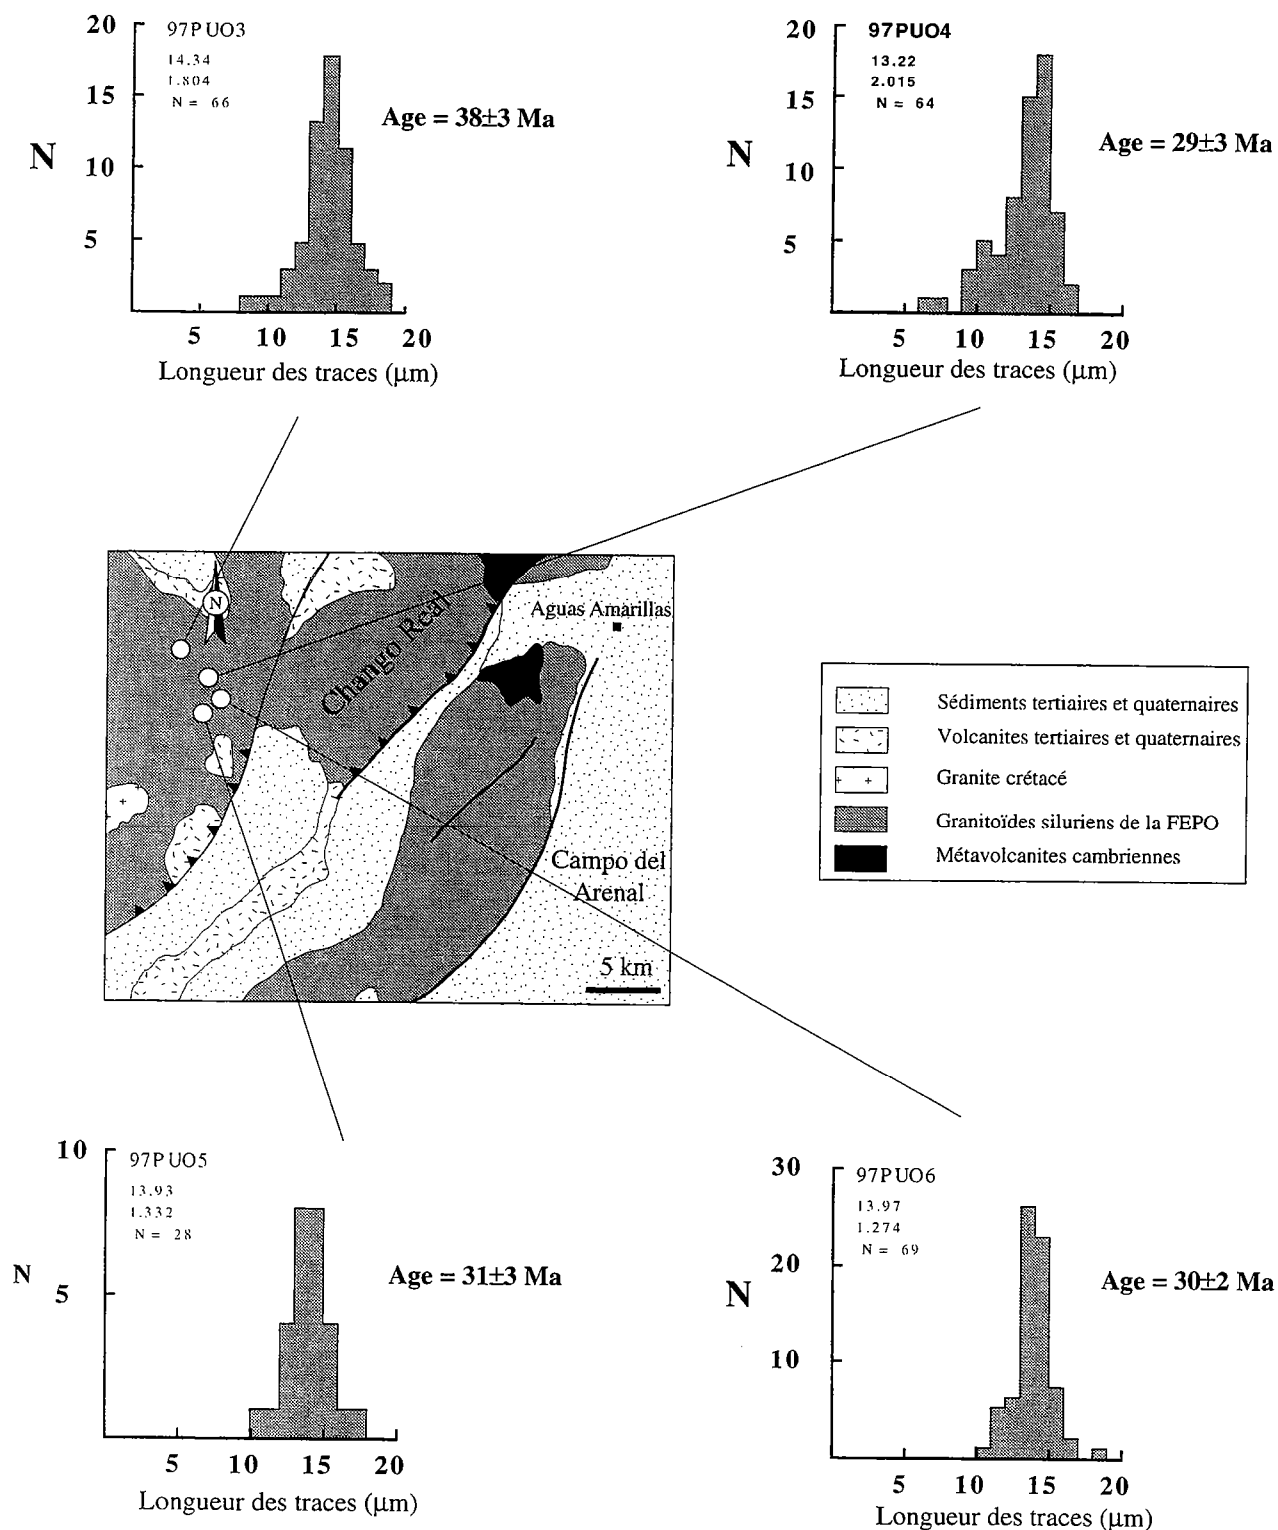 20
97PUO3
14.34
1.804
N = 66
15
N
10
5
Age = 38±3 Ma
5 10 15 20
Longueur des traces (µm)
20
97PUO4
13.22
2.015
N = 64
15
N
10
5
Age = 29±3 Ma
5 10 15 20
Longueur des traces (µm)
N
Chango Real
Aguas Amarillas
Campo del
Arenal
5 km
Sédiments tertiaires et quaternaires
Volcanites tertiaires et quaternaires
Granite crétacé
Granitoïdes siluriens de la FEPO
Métavolcanites cambriennes
10
97PUO5
13.93
1.332
N = 28
N
5
Age = 31±3 Ma
5 10 15 20
Longueur des traces (µm)
30
97PUO6
13.97
1.274
N = 69
20
N
10
Age = 30±2 Ma
5 10 15 20
Longueur des traces (µm)